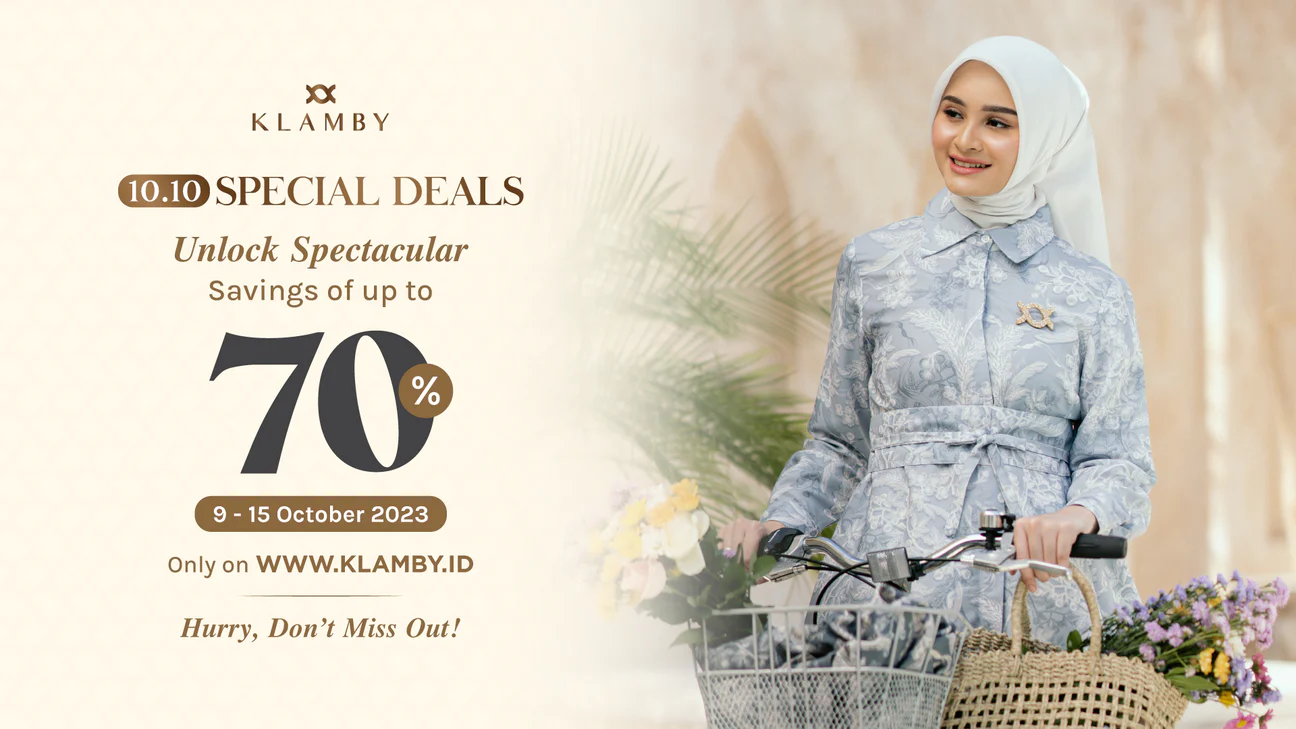 KLAMBY
10.10 SPECIAL DEALS
Unlock Spectacular
Savings of up to
70%
9 - 15 October 2023
Only on WWW.KLAMBY.ID
Hurry, Don’t Miss Out!